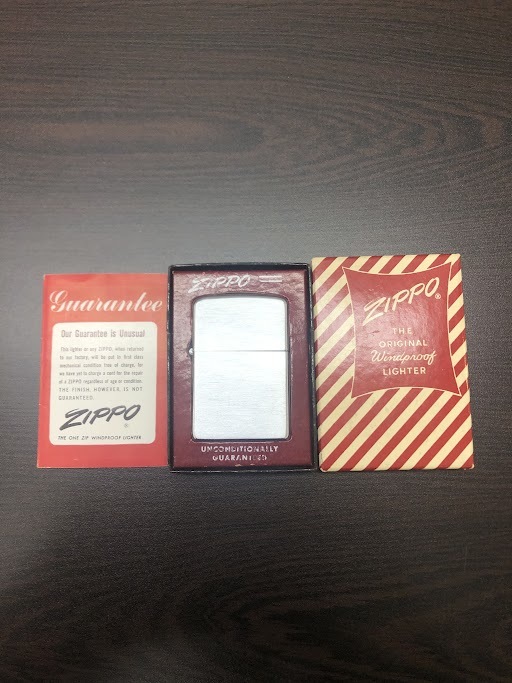 Guarantee
Our Guarantee is Unusual
This lighter or any ZIPPO, when returned
to our factory, will be put in first class
mechanical condition free of charge, for
we have yet to charge a cent for the repair
of a ZIPPO regardless of age or condition.
THE FINISH, HOWEVER, IS NOT
GUARANTEED.
ZIPPO
®
THE ONE ZIP WINDPROOF LIGHTER
ZIPPO
UNCONDITIONALLY
GUARANTEED
ZIPPO®
THE
ORIGINAL
Windproof
LIGHTER